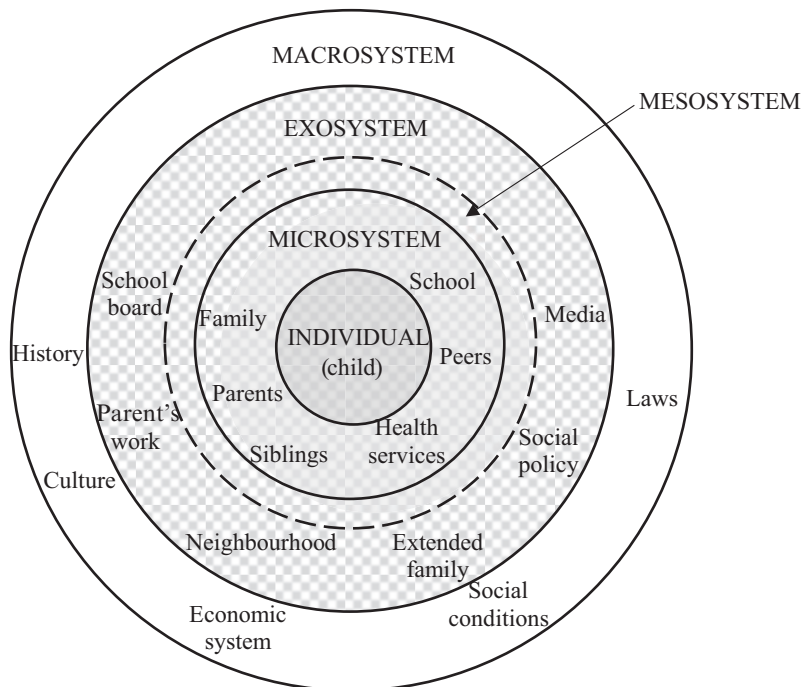 MACROSYSTEM
MESOSYSTEM
EXOSYSTEM
MICROSYSTEM
School
board
School
Family
Media
INDIVIDUAL
(child)
History
Peers
Parents
Laws
Parent's
work
Health
services
Siblings
Social
policy
Culture
Neighbourhood
Extended
family
Social
conditions
Economic
system